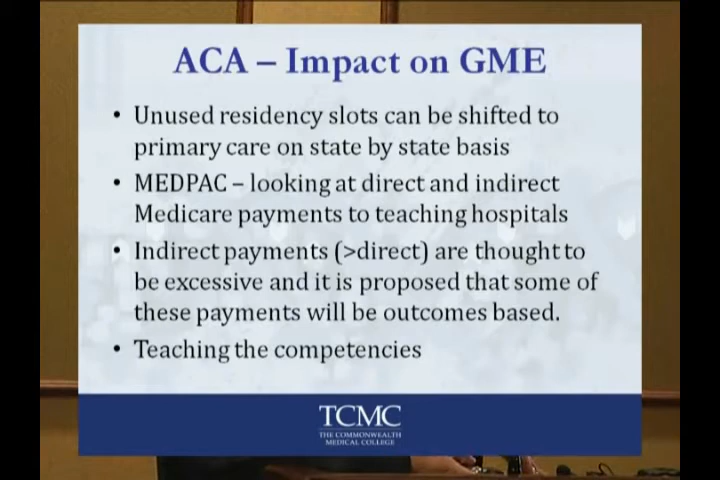 ACA – Impact on GME
• Unused residency slots can be shifted to
primary care on state by state basis
• MEDPAC – looking at direct and indirect
Medicare payments to teaching hospitals
• Indirect payments (>direct) are thought to
be excessive and it is proposed that some of
these payments will be outcomes based.
• Teaching the competencies
TCMC
THE COMMONWEALTH
MEDICAL COLLEGE